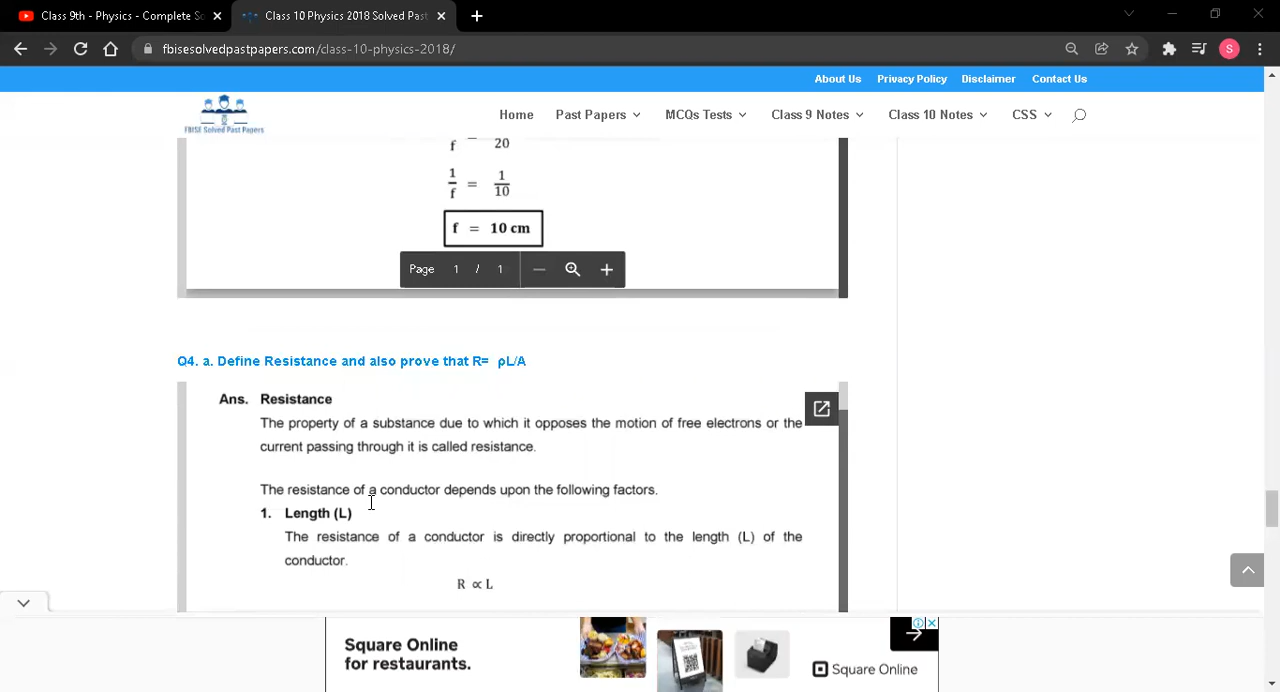 Class 9th - Physics - Complete So
Class 10 Physics 2018 Solved Past
fbisesolvedpastpapers.com/class-10-physics-2018/
S
About Us Privacy Policy Disclaimer Contact Us
FBISE Solved Past Papers
Home Past Papers MCQs Tests Class 9 Notes Class 10 Notes CSS
f = 20
1/f = 1/10
f = 10 cm
Page 1 / 1
Q4. a. Define Resistance and also prove that R= ρL/A
Ans. Resistance
The property of a substance due to which it opposes the motion of free electrons or the
current passing through it is called resistance.
The resistance of a conductor depends upon the following factors.
1. Length (L)
The resistance of a conductor is directly proportional to the length (L) of the
conductor.
R ∝ L
Square Online
for restaurants.
Square Online